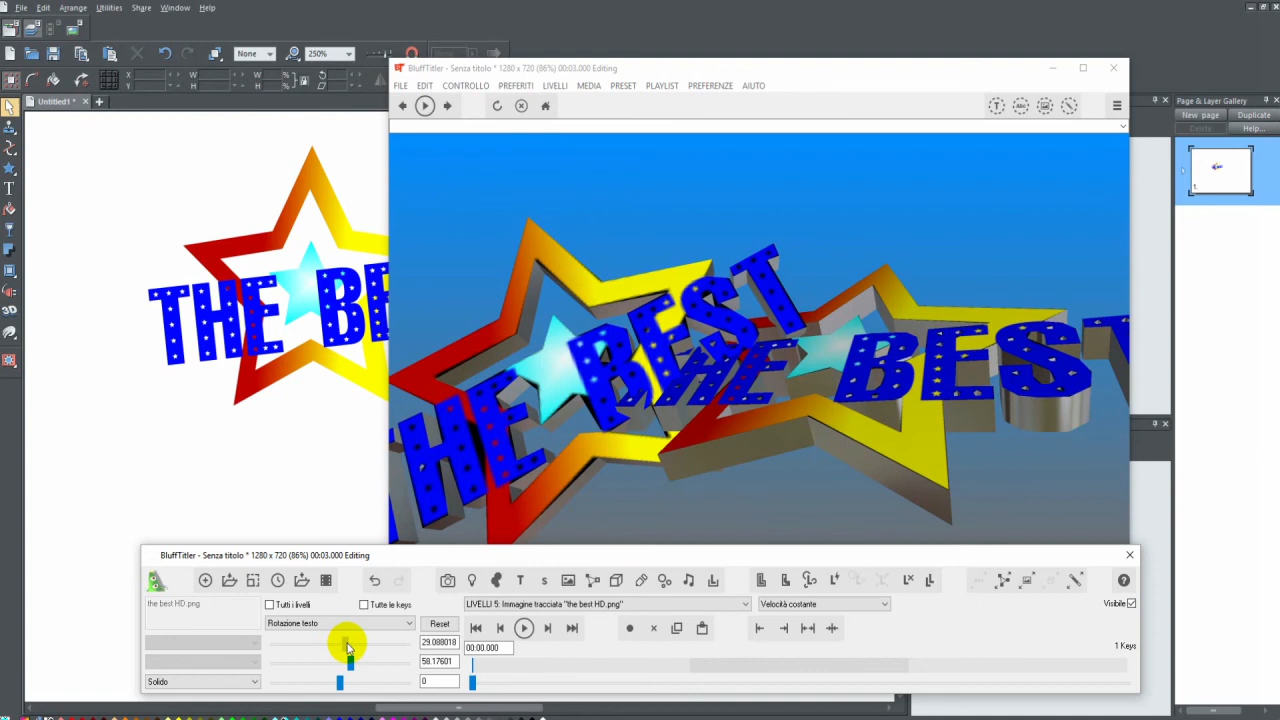 File Edit Arrange Utilities Share Window Help
None 250%
X: W: W: %
Y: H: H: %
Untitled1 *
BluffTitler - Senza titolo * 1280 x 720 (86%) 00:03.000 Editing
FILE EDIT CONTROLLO PREFERITI LIVELLI MEDIA PRESET PLAYLIST PREFERENZE AIUTO
Page & Layer Gallery
New page Duplicate
Delete Help...
1.
THE BE
THE BEST
THE BEST
BluffTitler - Senza titolo * 1280 x 720 (86%) 00:03.000 Editing
the best HD.png
Tutti i livelli Tutte le keys
LIVELLI 5: Immagine tracciata "the best HD.png"
Velocità costante
Visibile
Rotazione testo
Reset
29.088018
00:00.000
1 Keys
58.17601
Solido
0